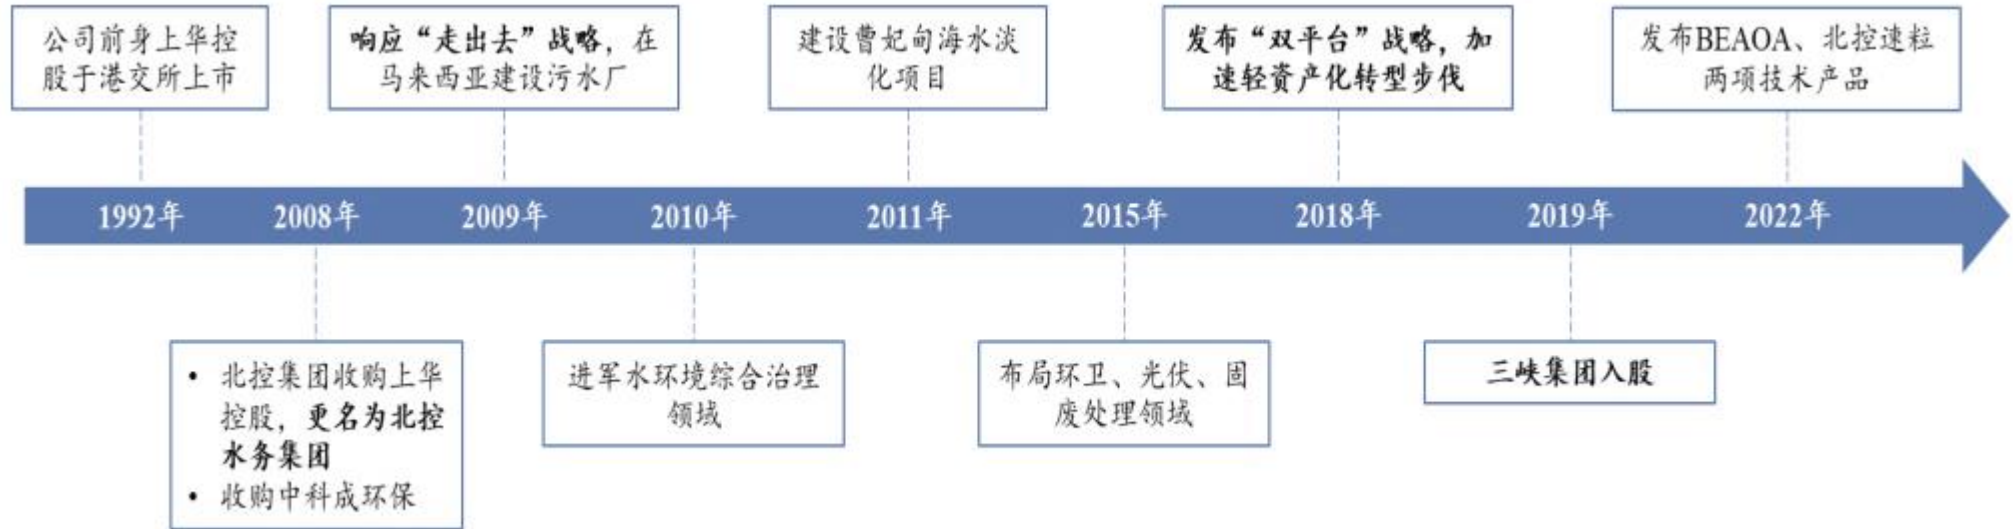 公司前身上华控
股于港交所上市
响应“走出去”战略，在
马来西亚建设污水厂
建设曹妃甸海水淡
化项目
发布“双平台”战略，加
速轻资产化转型步伐
发布BEAOA、北控速粒
两项技术产品
1992年
2008年
2009年
2010年
2011年
2015年
2018年
2019年
2022年
• 北控集团收购上华
控股，更名为北控
水务集团
• 收购中科成环保
进军水环境综合治理
领域
布局环卫、光伏、固
废处理领域
三峡集团入股